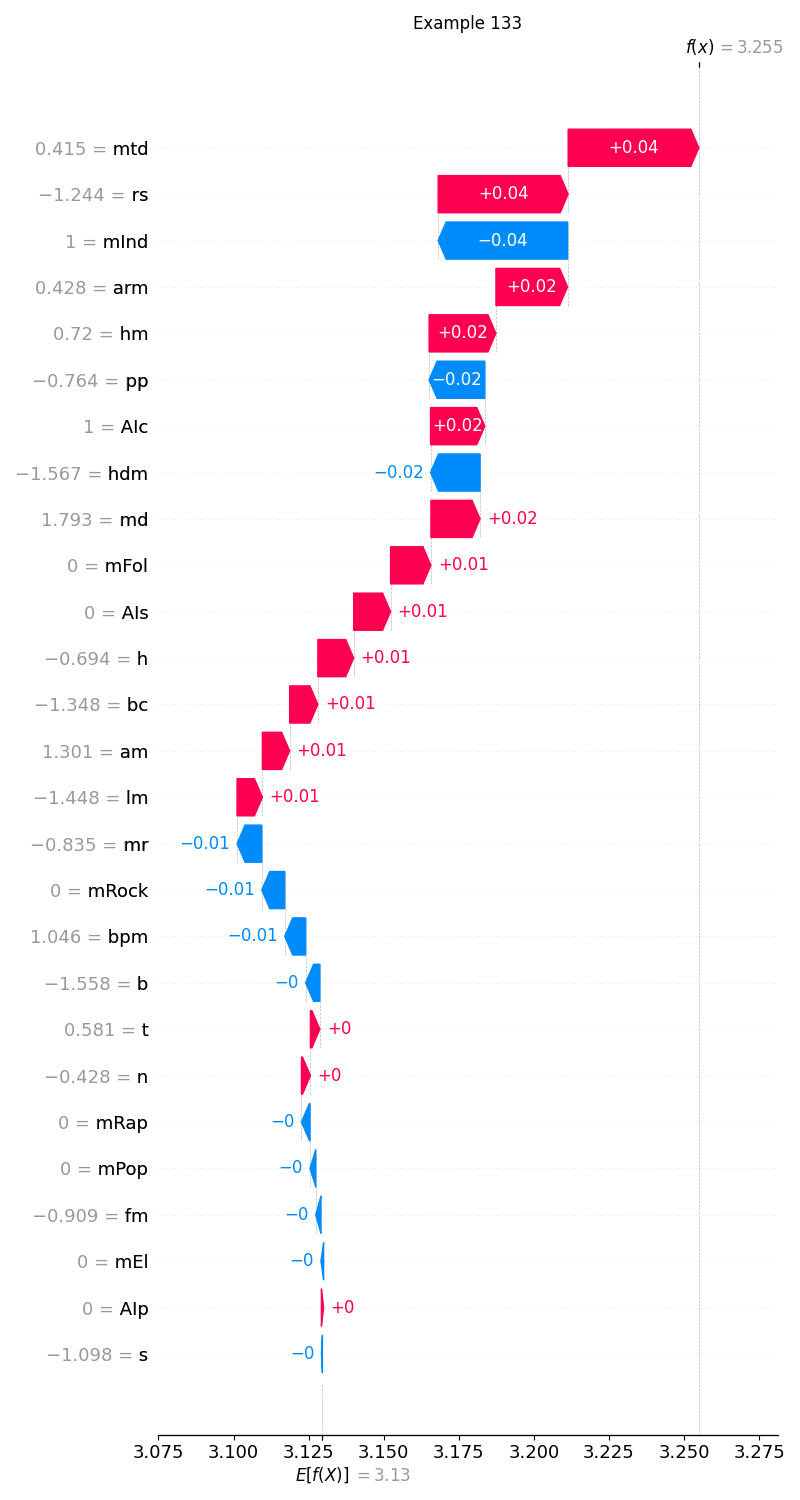 Example 133
f(x) = 3.255
0.415 = mtd +0.04
−1.244 = rs +0.04
1 = mInd −0.04
0.428 = arm +0.02
0.72 = hm +0.02
−0.764 = pp −0.02
1 = AIc +0.02
−1.567 = hdm −0.02
1.793 = md +0.02
0 = mFol +0.01
0 = AIs +0.01
−0.694 = h +0.01
−1.348 = bc +0.01
1.301 = am +0.01
−1.448 = lm +0.01
−0.835 = mr −0.01
0 = mRock −0.01
1.046 = bpm −0.01
−1.558 = b −0
0.581 = t +0
−0.428 = n +0
0 = mRap −0
0 = mPop −0
−0.909 = fm −0
0 = mEl −0
0 = AIp +0
−1.098 = s −0
3.075 3.100 3.125 3.150 3.175 3.200 3.225 3.250 3.275
E[f(X)] = 3.13